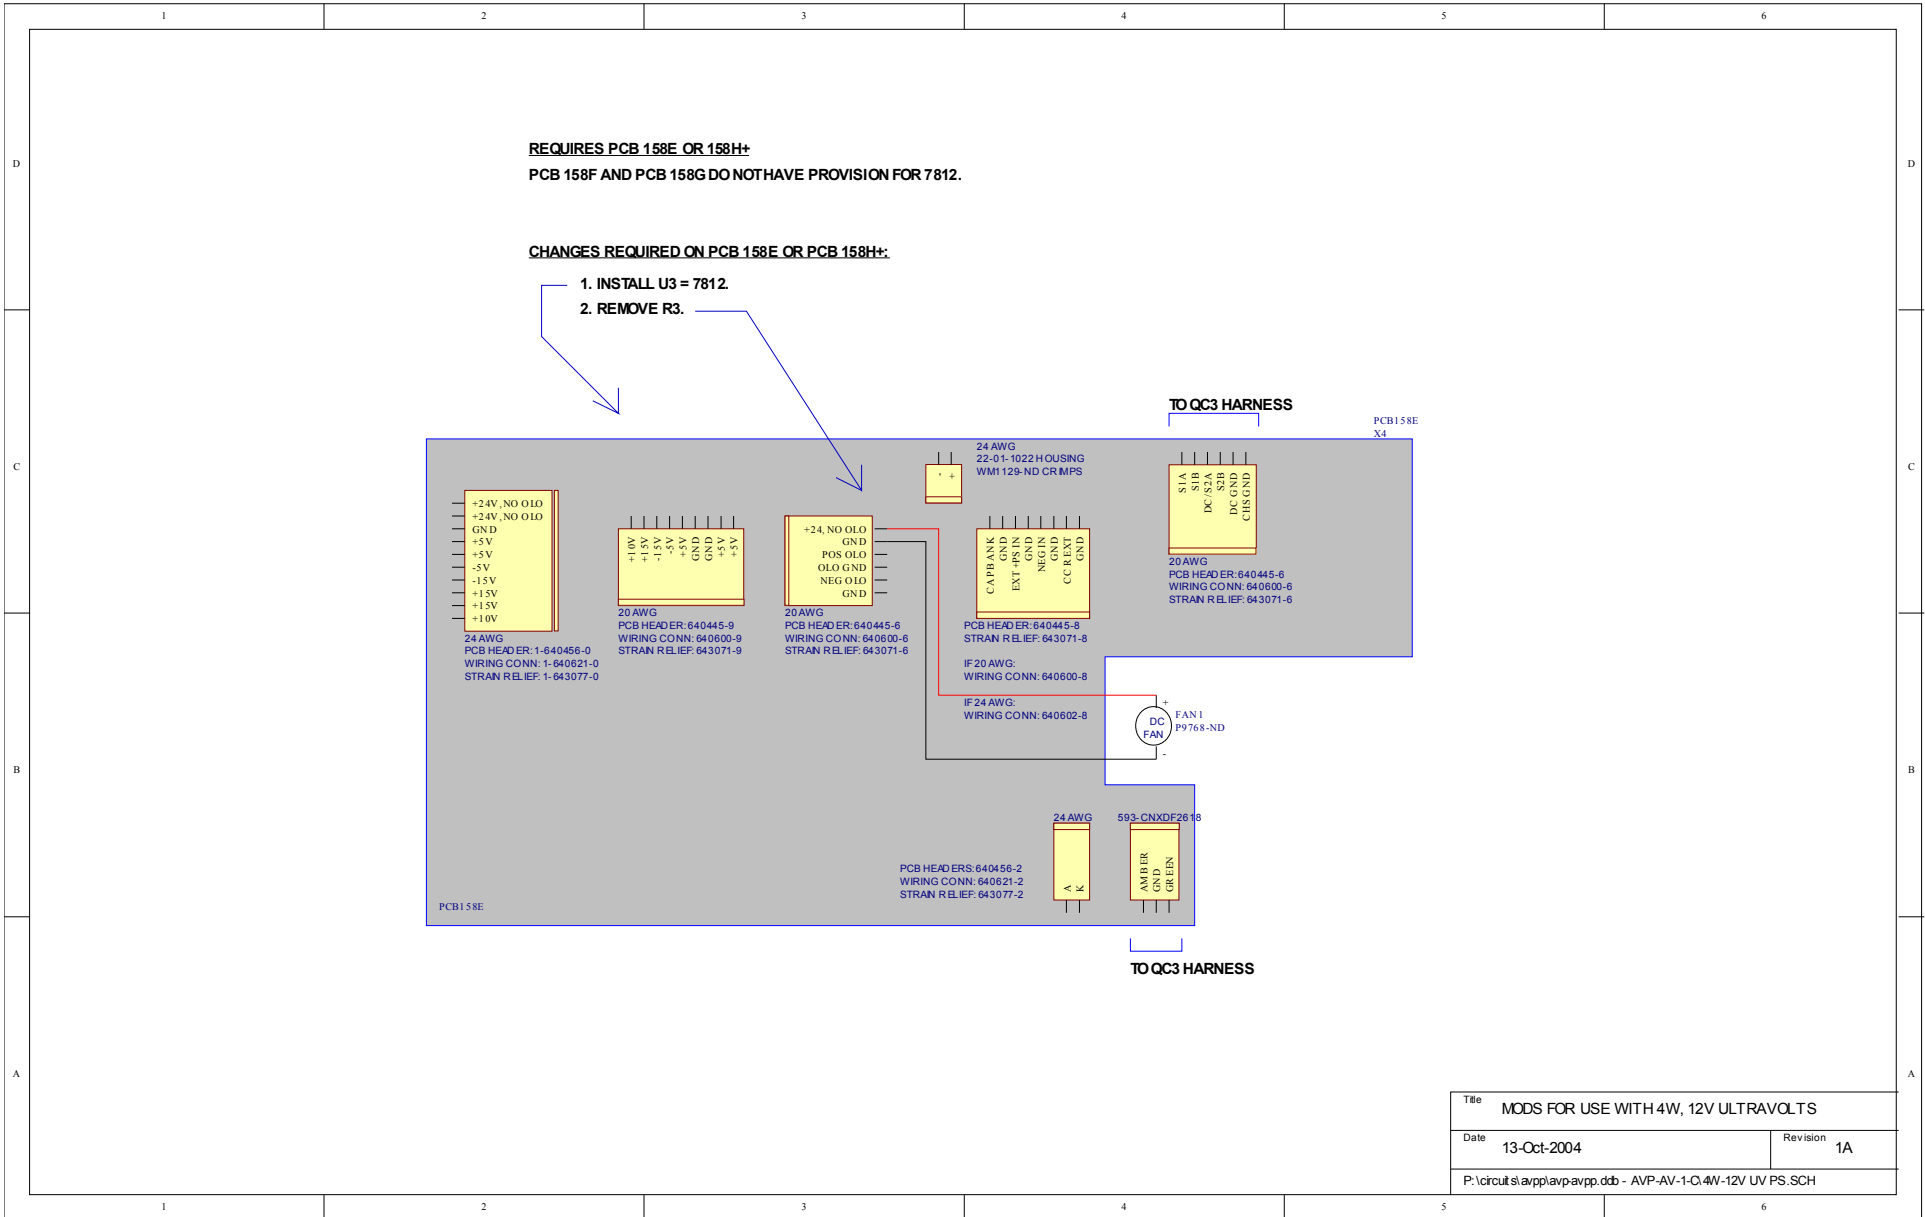 1 2 3 4 5 6
D D
REQUIRES PCB 158E OR 158H+
PCB 158F AND PCB 158G DO NOT HAVE PROVISION FOR 7812.
CHANGES REQUIRED ON PCB 158E OR PCB 158H+:
1. INSTALL U3 = 7812.
2. REMOVE R3.
TO QC3 HARNESS
PCB158E
X4
C C
+24V, NO OLO
+24V, NO OLO
GND
+5V
+5V
-5V
-15V
+15V
+15V
+10V
24 AWG
PCB HEADER: 1-640456-0
WIRING CONN: 1-640621-0
STRAIN RELIEF: 1-643077-0
+10V
+15V
-15V
-5V
+5V
GND
GND
+5V
+5V
20 AWG
PCB HEADER: 640445-9
WIRING CONN: 640600-9
STRAIN RELIEF: 643071-9
+24, NO OLO
GND
POS OLO
OLO GND
NEG OLO
GND
20 AWG
PCB HEADER: 640445-6
WIRING CONN: 640600-6
STRAIN RELIEF: 643071-6
24 AWG
22-01-1022 HOUSING
WM1129-ND CRIMPS
- +
CAP BANK
GND
EXT +PS IN
GND
NEG IN
GND
CC R EXT
GND
PCB HEADER: 640445-8
STRAIN RELIEF: 643071-8
IF 20 AWG:
WIRING CONN: 640600-8
IF 24 AWG:
WIRING CONN: 640602-8
S1A
S1B
DC/S2A
S2B
DC GND
CHS GND
20 AWG
PCB HEADER: 640445-6
WIRING CONN: 640600-6
STRAIN RELIEF: 643071-6
+
DC
FAN
-
FAN1
P9768-ND
B B
24 AWG
A
K
PCB HEADERS: 640456-2
WIRING CONN: 640621-2
STRAIN RELIEF: 643077-2
593-CNXDF2618
AMBER
GND
GREEN
PCB158E
TO QC3 HARNESS
A A
Title MODS FOR USE WITH 4W, 12V ULTRAVOLTS
Date 13-Oct-2004 Revision 1A
P:\circuits\avpp\avp-avpp.ddb - AVP-AV-1-C\4W-12V UV PS.SCH
1 2 3 4 5 6